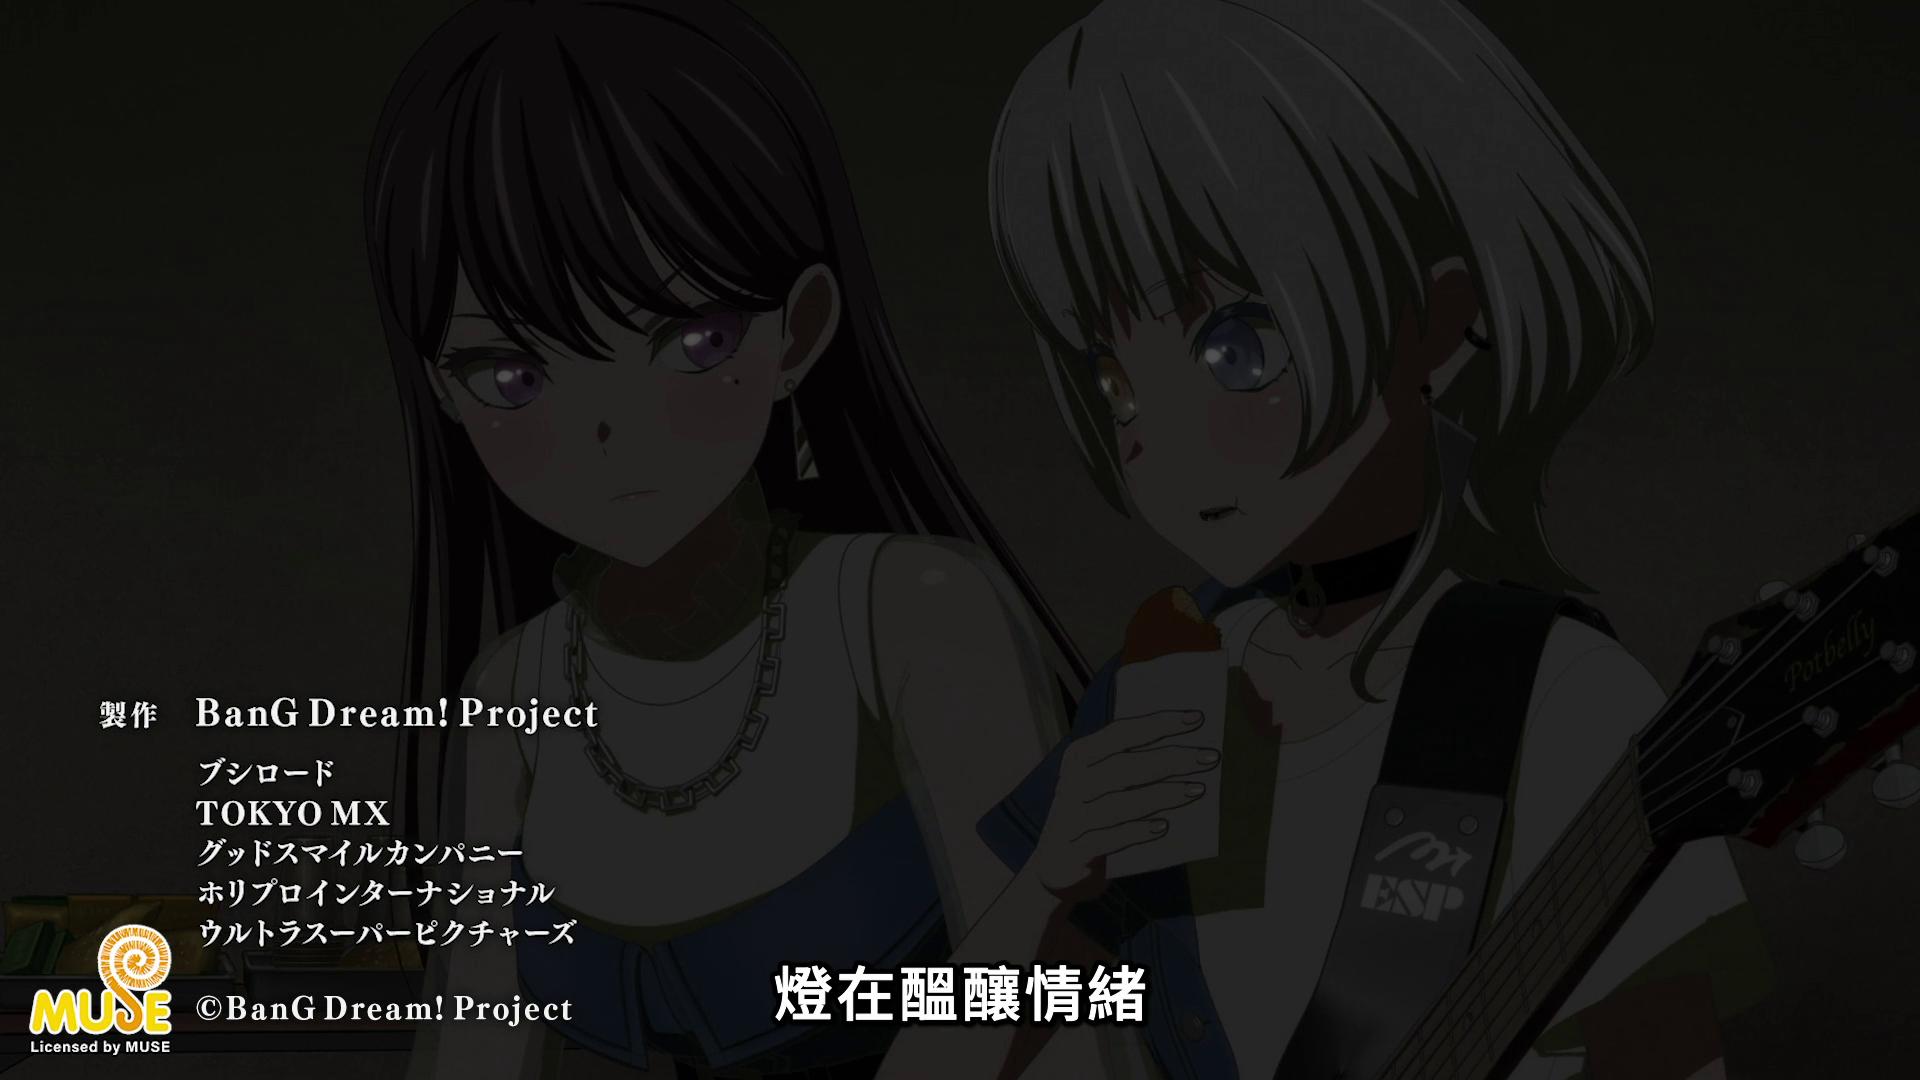 Potbelly
製作 BanG Dream! Project
ブシロード
TOKYO MX
グッドスマイルカンパニー
ホリプロインターナショナル
ウルトラスーパーピクチャーズ
ESP
燈在醞釀情緒
©BanG Dream! Project
MUSE
Licensed by MUSE